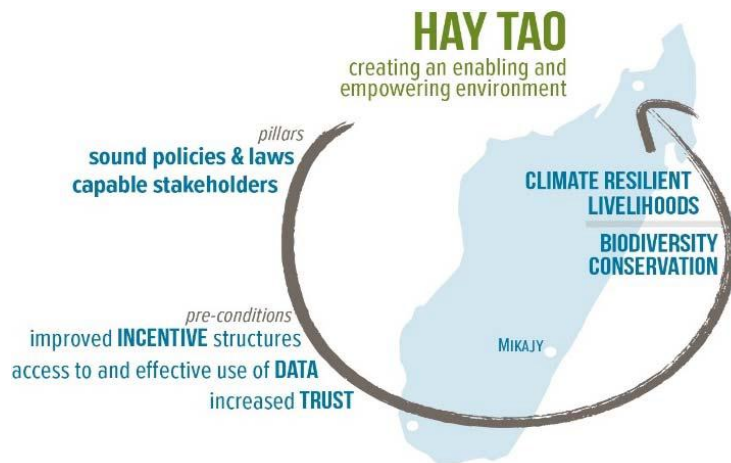 HAY TAO
creating an enabling and
empowering environment
pillars
sound policies & laws
capable stakeholders
CLIMATE RESILIENT
LIVELIHOODS
BIODIVERSITY
CONSERVATION
pre-conditions
improved INCENTIVE structures
access to and effective use of DATA
increased TRUST
MIKAJY